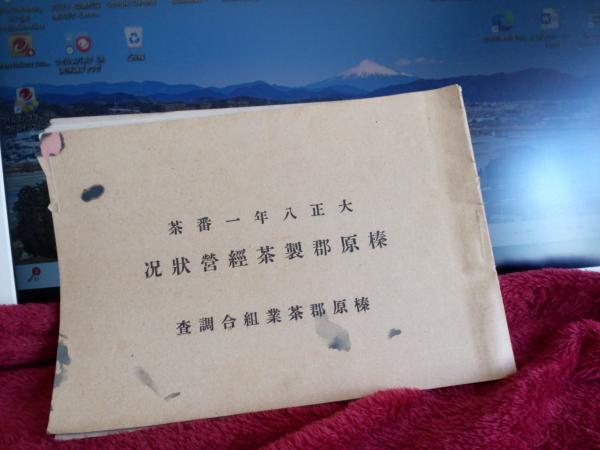 大正八年一番茶
榛原郡製茶經營狀況
榛原郡茶業組合調査